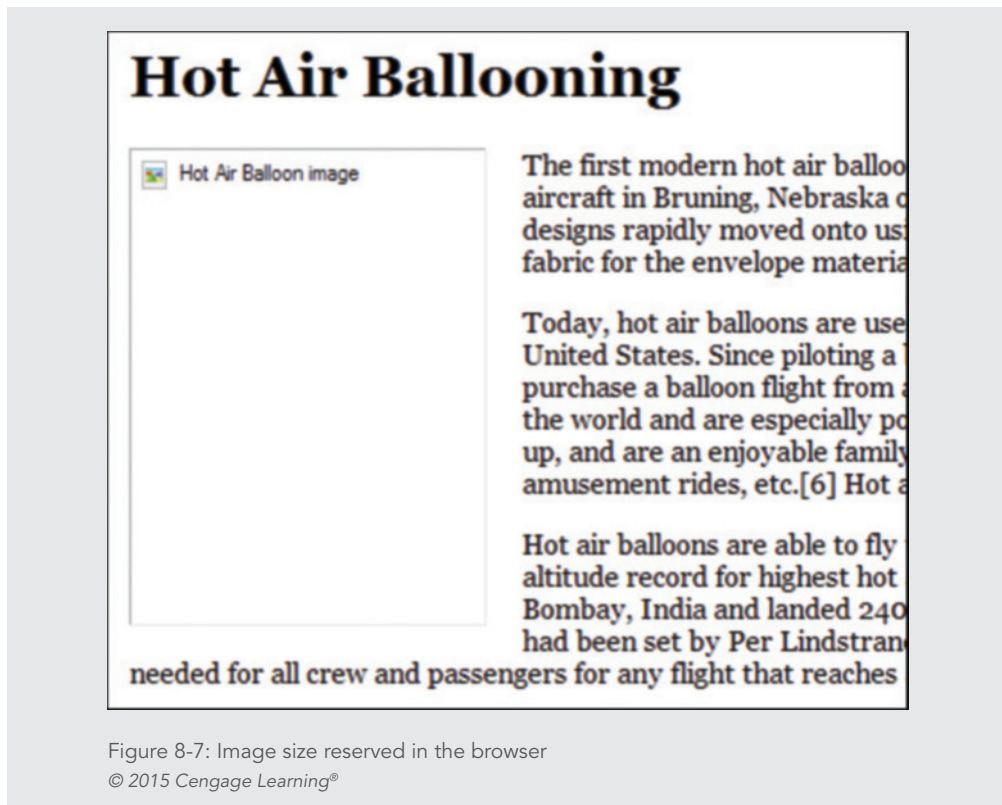 Hot Air Ballooning
Hot Air Balloon image
The first modern hot air balloo
aircraft in Bruning, Nebraska o
designs rapidly moved onto usi
fabric for the envelope materia
Today, hot air balloons are use
United States. Since piloting a
purchase a balloon flight from a
the world and are especially po
up, and are an enjoyable family
amusement rides, etc.[6] Hot a
Hot air balloons are able to fly
altitude record for highest hot
Bombay, India and landed 240
had been set by Per Lindstran
needed for all crew and passengers for any flight that reaches
Figure 8-7: Image size reserved in the browser
© 2015 Cengage Learning®